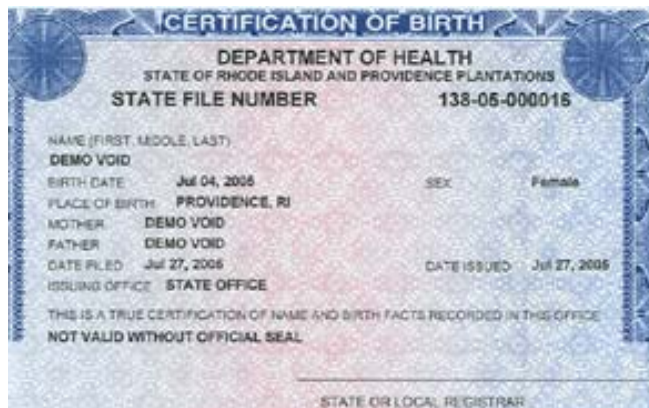 CERTIFICATION OF BIRTH
DEPARTMENT OF HEALTH
STATE OF RHODE ISLAND AND PROVIDENCE PLANTATIONS
STATE FILE NUMBER 138-05-000016
NAME (FIRST, MIDDLE, LAST)
DEMO VOID
BIRTH DATE Jul 04, 2005 SEX Female
PLACE OF BIRTH PROVIDENCE, RI
MOTHER DEMO VOID
FATHER DEMO VOID
DATE FILED Jul 27, 2005 DATE ISSUED Jul 27, 2005
ISSUING OFFICE STATE OFFICE
THIS IS A TRUE CERTIFICATION OF NAME AND BIRTH FACTS RECORDED IN THIS OFFICE
NOT VALID WITHOUT OFFICIAL SEAL
STATE OR LOCAL REGISTRAR